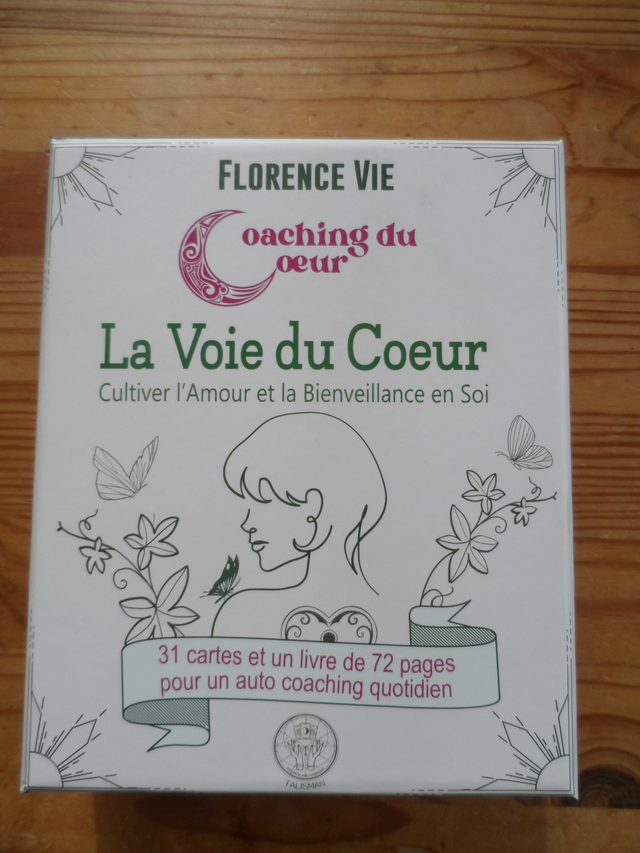 FLORENCE VIE
Coaching du
Cœur
La Voie du Coeur
Cultiver l'Amour et la Bienveillance en Soi
31 cartes et un livre de 72 pages
pour un auto coaching quotidien
TALISMAN